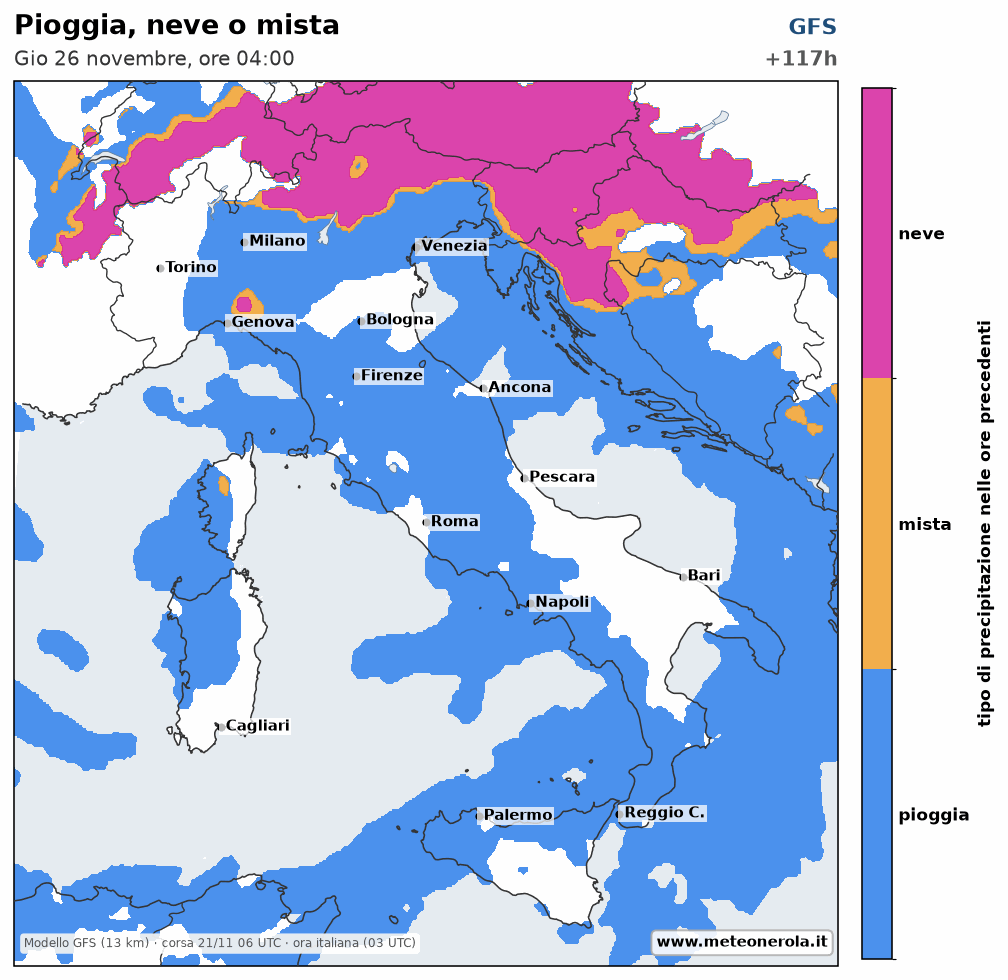 Pioggia, neve o mista
GFS
Gio 26 novembre, ore 04:00
+117h
Milano
Venezia
Torino
Genova
Bologna
Firenze
Ancona
Pescara
Roma
Bari
Napoli
Cagliari
Palermo
Reggio C.
neve
mista
pioggia
tipo di precipitazione nelle ore precedenti
Modello GFS (13 km) · corsa 21/11 06 UTC · ora italiana (03 UTC)
www.meteonerola.it